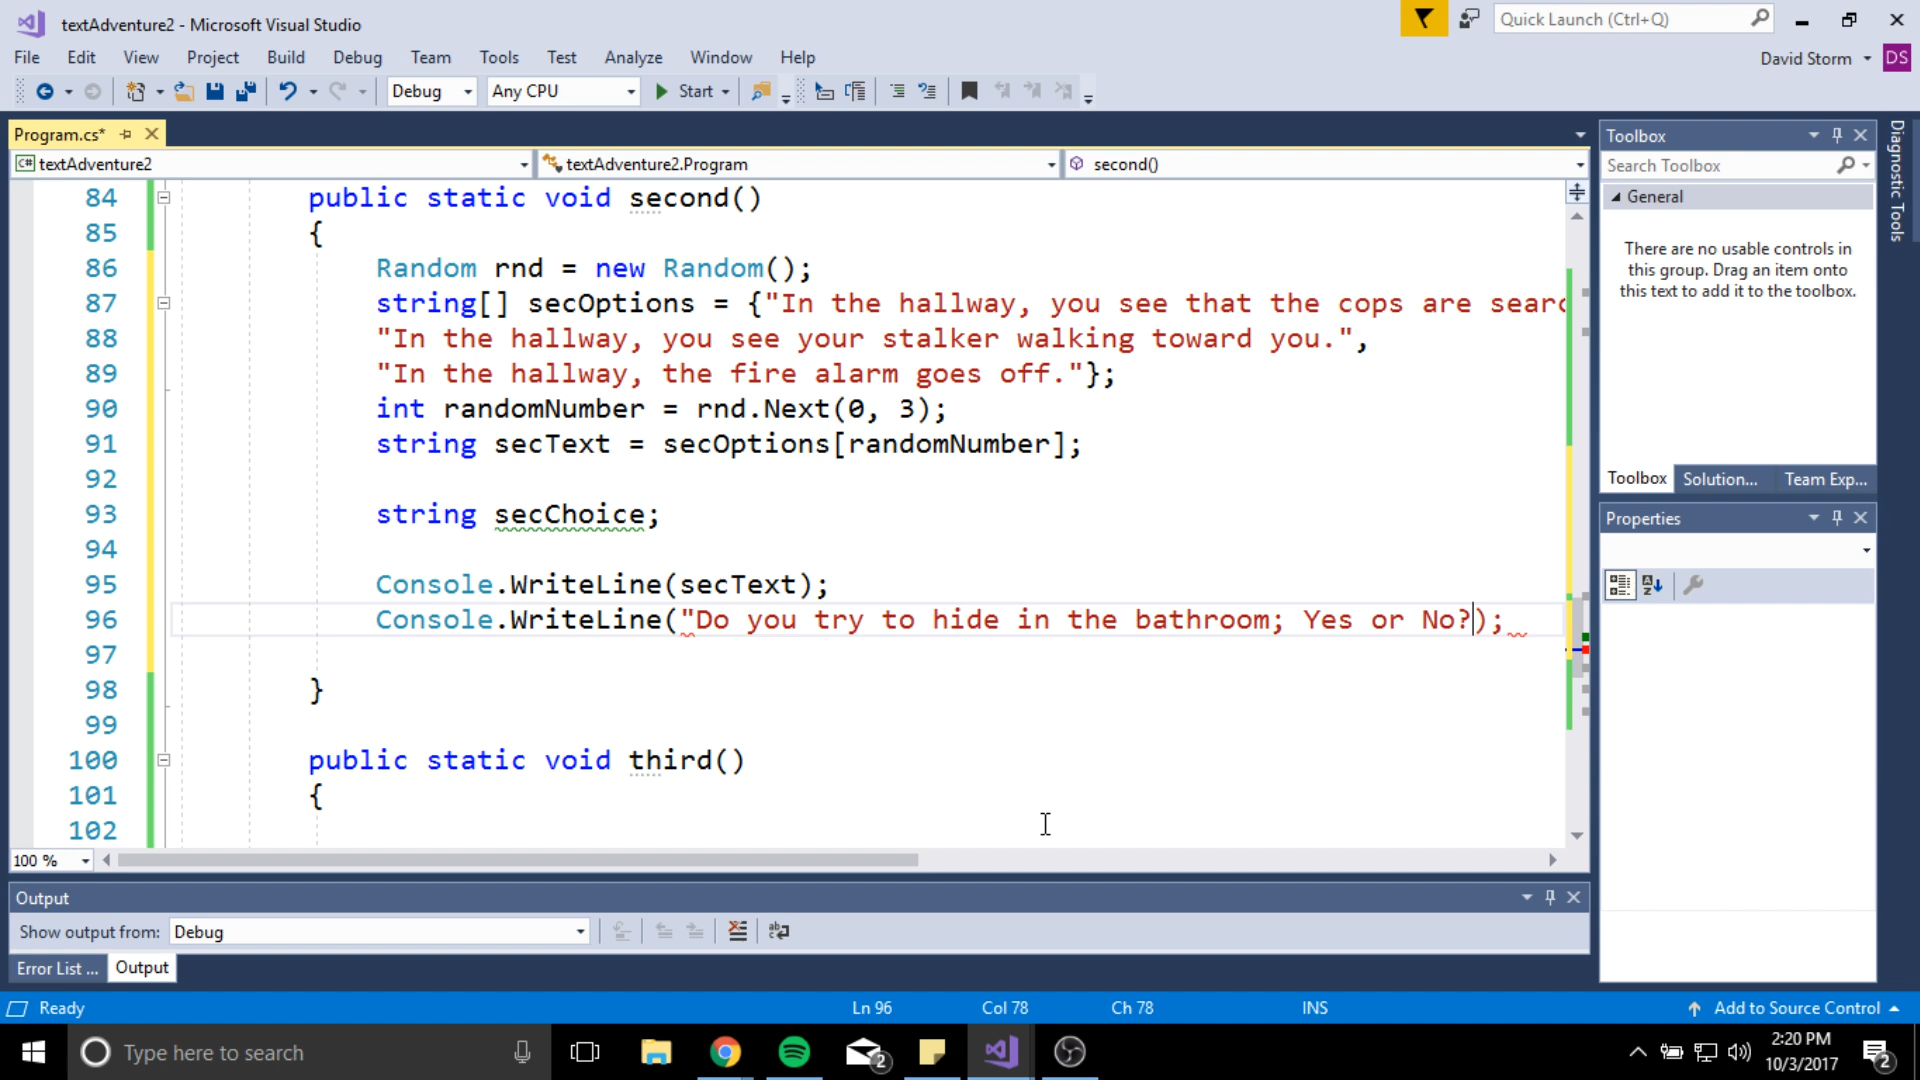 textAdventure2 - Microsoft Visual Studio
Quick Launch (Ctrl+Q)
File Edit View Project Build Debug Team Tools Test Analyze Window Help
David Storm DS
Debug Any CPU Start
Program.cs*
C# textAdventure2 textAdventure2.Program second()
84 public static void second()
85 {
86 Random rnd = new Random();
87 string[] secOptions = {"In the hallway, you see that the cops are searc
88 "In the hallway, you see your stalker walking toward you.",
89 "In the hallway, the fire alarm goes off."};
90 int randomNumber = rnd.Next(0, 3);
91 string secText = secOptions[randomNumber];
92
93 string secChoice;
94
95 Console.WriteLine(secText);
96 Console.WriteLine("Do you try to hide in the bathroom; Yes or No?);
97
98 }
99
100 public static void third()
101 {
102
100 %
Toolbox
Search Toolbox
General
There are no usable controls in
this group. Drag an item onto
this text to add it to the toolbox.
Toolbox Solution... Team Exp...
Properties
Diagnostic Tools
Output
Show output from: Debug
Error List ... Output
Ready Ln 96 Col 78 Ch 78 INS Add to Source Control
Type here to search
2
2:20 PM
10/3/2017
2